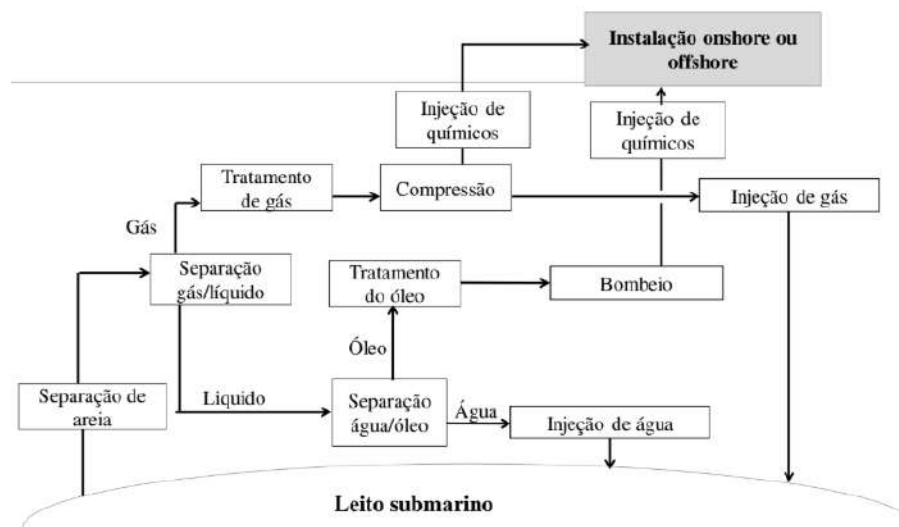 Instalação onshore ou
offshore
Injeção de
químicos
Injeção de
químicos
Tratamento
de gás
Compressão
Injeção de gás
Gás
Separação
gás/líquido
Tratamento
do óleo
Bombeio
Óleo
Separação de
areia
Liquido
Separação
água/óleo
Água
Injeção de água
Leito submarino